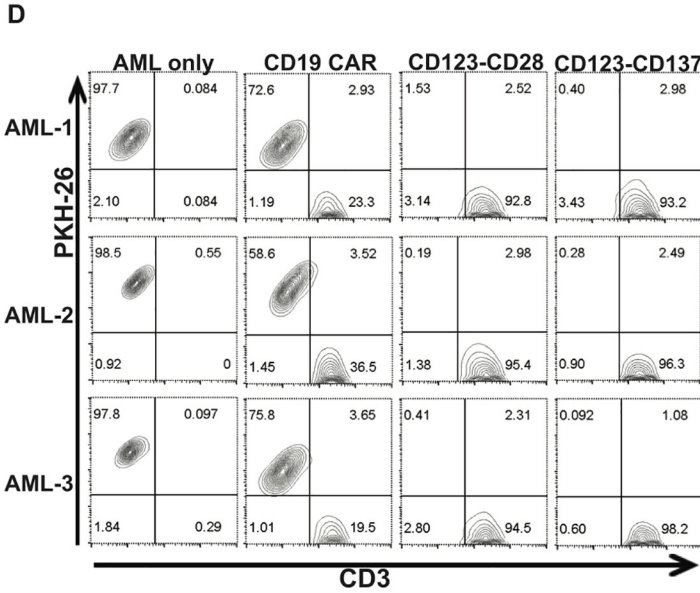 D
AML only CD19 CAR CD123-CD28 CD123-CD137
AML-1
97.7 0.084 72.6 2.93 1.53 2.52 0.40 2.98
2.10 0.084 1.19 23.3 3.14 92.8 3.43 93.2
PKH-26
AML-2
98.5 0.55 58.6 3.52 0.19 2.98 0.28 2.49
0.92 0 1.45 36.5 1.38 95.4 0.90 96.3
AML-3
97.8 0.097 75.8 3.65 0.41 2.31 0.092 1.08
1.84 0.29 1.01 19.5 2.80 94.5 0.60 98.2
CD3